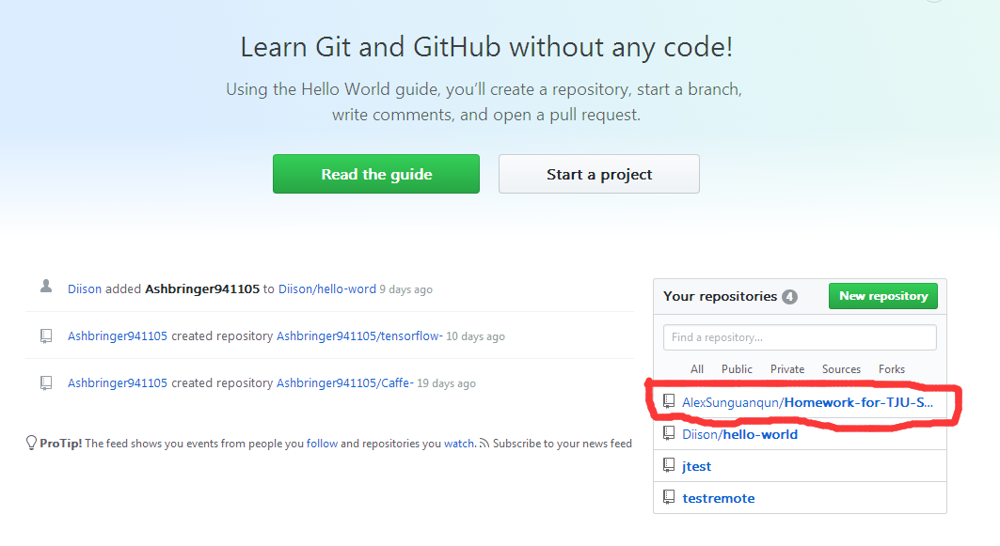 Learn Git and GitHub without any code!
Using the Hello World guide, you’ll create a repository, start a branch,
write comments, and open a pull request.
Read the guide
Start a project
Diison added Ashbringer941105 to Diison/hello-word 9 days ago
Ashbringer941105 created repository Ashbringer941105/tensorflow- 10 days ago
Ashbringer941105 created repository Ashbringer941105/Caffe- 19 days ago
ProTip! The feed shows you events from people you follow and repositories you watch. Subscribe to your news feed
Your repositories 4
New repository
Find a repository...
All Public Private Sources Forks
AlexSunguanqun/Homework-for-TJU-S...
Diison/hello-world
jtest
testremote